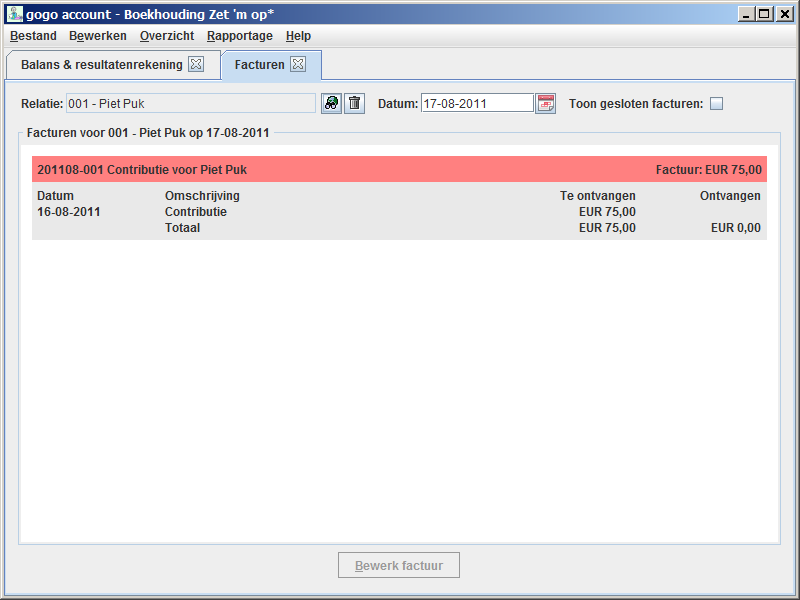 gogo account - Boekhouding Zet 'm op*
Bestand Bewerken Overzicht Rapportage Help
Balans & resultatenrekening Facturen
Relatie: 001 - Piet Puk Datum: 17-08-2011 Toon gesloten facturen:
Facturen voor 001 - Piet Puk op 17-08-2011
201108-001 Contributie voor Piet Puk Factuur: EUR 75,00
Datum Omschrijving Te ontvangen Ontvangen
16-08-2011 Contributie EUR 75,00
Totaal EUR 75,00 EUR 0,00
Bewerk factuur